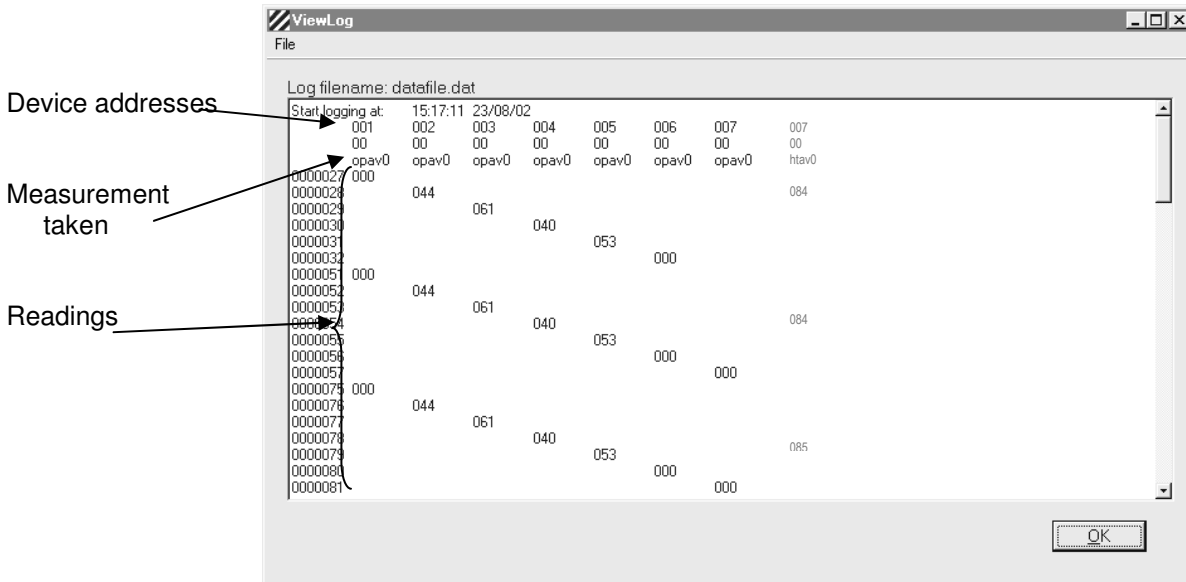 ViewLog
File
Log filename: datafile.dat
Device addresses
Start logging at: 15:17:11 23/08/02
001 002 003 004 005 006 007 007
00 00 00 00 00 00 00 00
opav0 opav0 opav0 opav0 opav0 opav0 opav0 htav0
0000027 000
Measurement
taken
0000028 044 084
0000029 061
0000030 040
0000031 053
0000032 000
0000051 000
0000052 044
0000053 061
Readings
0000054 040 084
0000055 053
0000056 000
0000057 000
0000075 000
0000076 044
0000077 061
0000078 040
0000079 053 085
0000080 000
0000081 000
OK